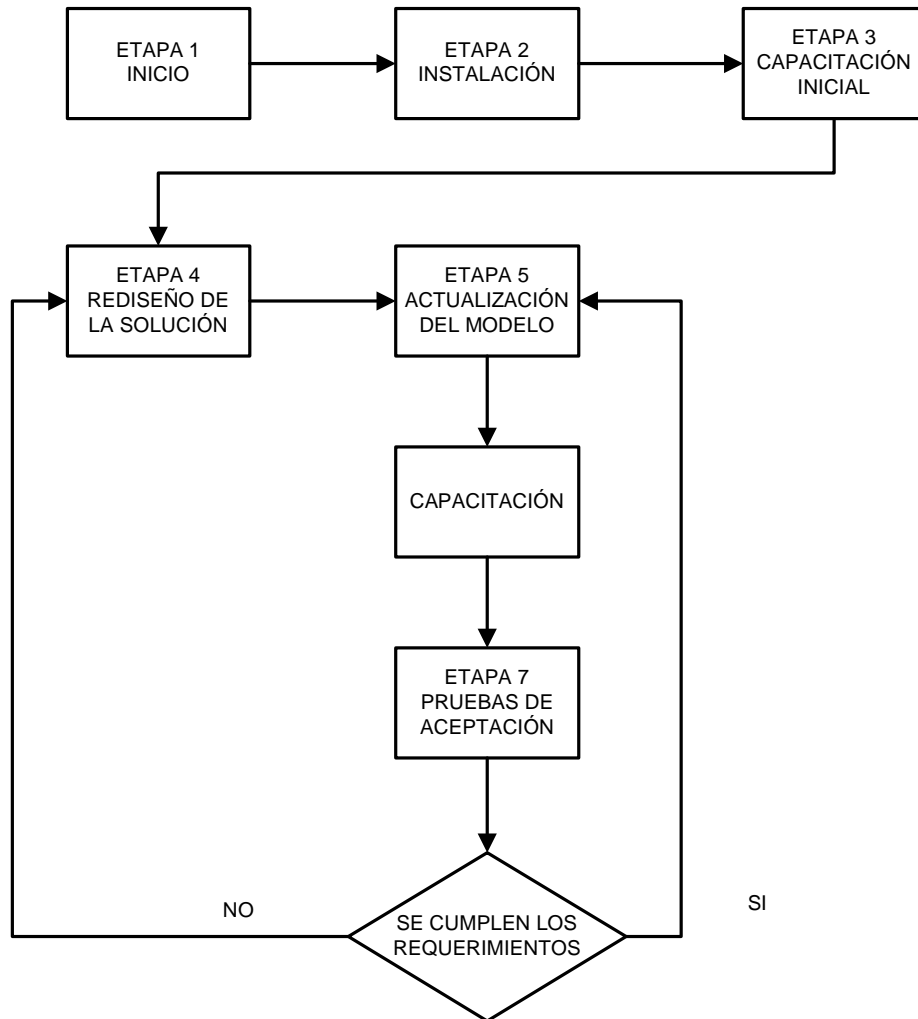 ETAPA 1
INICIO
ETAPA 2
INSTALACIÓN
ETAPA 3
CAPACITACIÓN
INICIAL
ETAPA 4
REDISEÑO DE
LA SOLUCIÓN
ETAPA 5
ACTUALIZACIÓN
DEL MODELO
CAPACITACIÓN
ETAPA 7
PRUEBAS DE
ACEPTACIÓN
NO
SE CUMPLEN LOS
REQUERIMIENTOS
SI